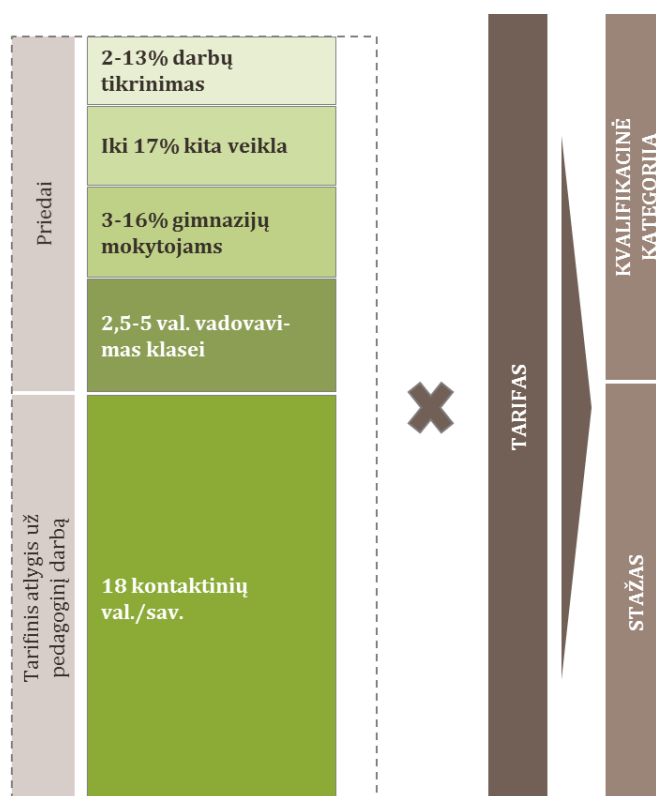 Priedai
2-13% darbų
tikrinimas
Iki 17% kita veikla
3-16% gimnazijų
mokytojams
2,5-5 val. vadovavi-
mas klasei
Tarifinis atlygis už
pedagoginį darbą
18 kontaktinių
val./sav.
TARIFAS
KVALIFIKACINĖ
KATEGORIJA
STAŽAS